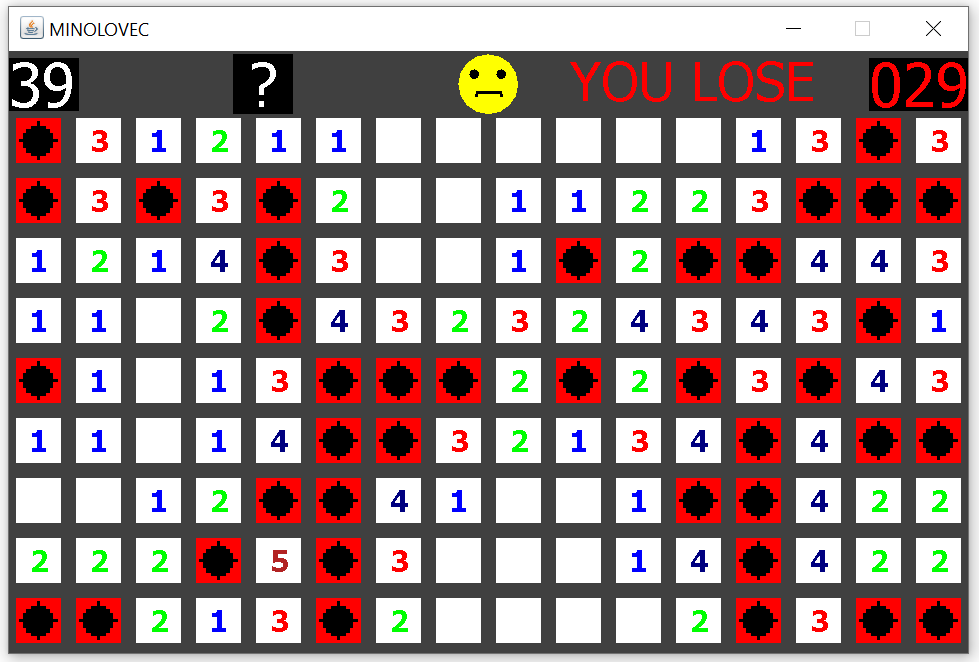 MINOLOVEC
39 ? YOU LOSE 029
3 1 2 1 1 1 3 3
3 3 2 1 1 2 2 3
1 2 1 4 3 1 2 4 4 3
1 1 2 4 3 2 3 2 4 3 4 3 1
1 1 3 2 2 3 4 3
1 1 1 4 3 2 1 3 4 4
1 2 4 1 1 4 2 2
2 2 2 5 3 1 4 4 2 2
2 1 3 2 2 3